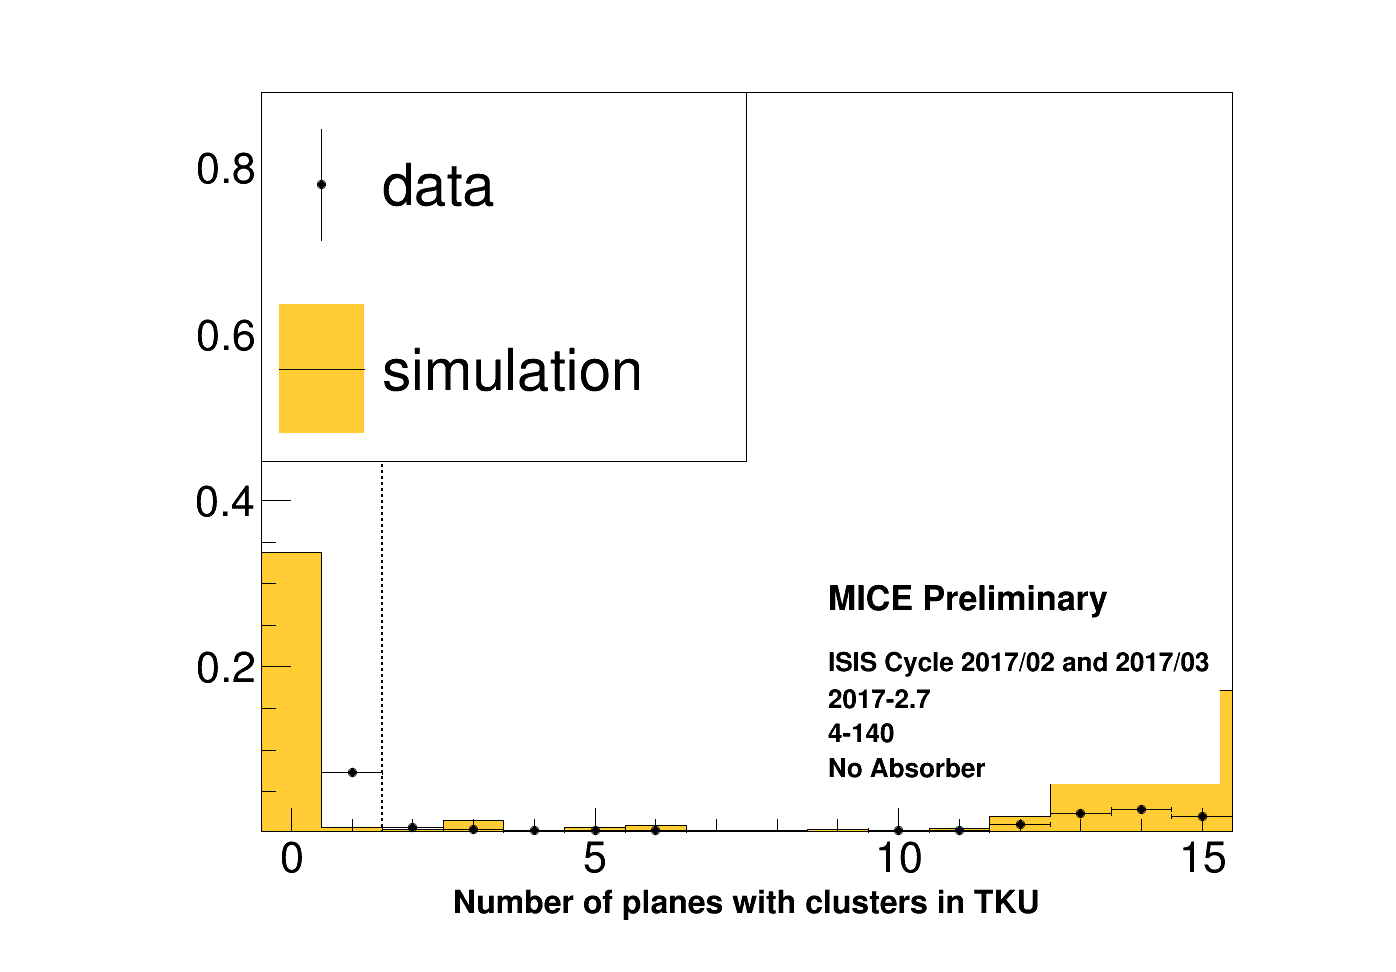 0.8
data
0.6
simulation
0.4
MICE Preliminary
0.2
ISIS Cycle 2017/02 and 2017/03
2017-2.7
4-140
No Absorber
0 5 10 15
Number of planes with clusters in TKU